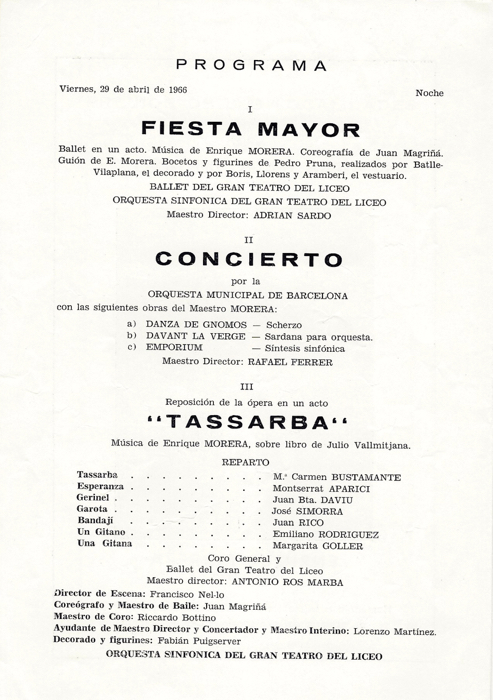 PROGRAMA
Viernes, 29 de abril de 1966 Noche
I
FIESTA MAYOR
Ballet en un acto. Música de Enrique MORERA. Coreografía de Juan Magriñá.
Guión de E. Morera. Bocetos y figurines de Pedro Pruna, realizados por Batlle-
Vilaplana, el decorado y por Boris, Llorens y Aramberi, el vestuario.
BALLET DEL GRAN TEATRO DEL LICEO
ORQUESTA SINFONICA DEL GRAN TEATRO DEL LICEO
Maestro Director: ADRIAN SARDO
II
CONCIERTO
por la
ORQUESTA MUNICIPAL DE BARCELONA
con las siguientes obras del Maestro MORERA:
a) DANZA DE GNOMOS — Scherzo
b) DAVANT LA VERGE — Sardana para orquesta.
c) EMPORIUM — Síntesis sinfónica
Maestro Director: RAFAEL FERRER
III
Reposición de la ópera en un acto
"TASSARBA"
Música de Enrique MORERA, sobre libro de Julio Vallmitjana.
REPARTO
Tassarba . . . . . . . . . M.ª Carmen BUSTAMANTE
Esperanza . . . . . . . . . Montserrat APARICI
Gerinel . . . . . . . . . . Juan Bta. DAVIU
Garota . . . . . . . . . . José SIMORRA
Bandají . . . . . . . . . Juan RICO
Un Gitano . . . . . . . . . Emiliano RODRIGUEZ
Una Gitana . . . . . . . . Margarita GOLLER
Coro General y
Ballet del Gran Teatro del Liceo
Maestro director: ANTONIO ROS MARBA
Director de Escena: Francisco Nel·lo
Coreógrafo y Maestro de Baile: Juan Magriñá
Maestro de Coro: Riccardo Bottino
Ayudante de Maestro Director y Concertador y Maestro Interino: Lorenzo Martínez.
Decorado y figurines: Fabián Puigserver
ORQUESTA SINFONICA DEL GRAN TEATRO DEL LICEO